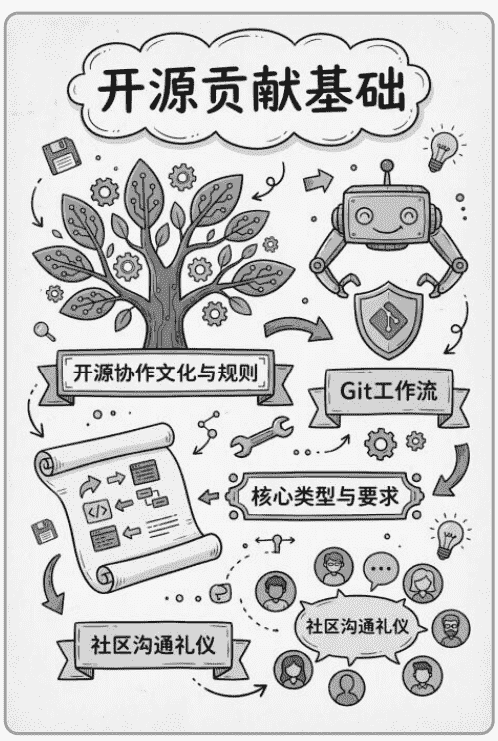 开源贡献基础
开源协作文化与规则
Git工作流
核心类型与要求
</>
社区沟通礼仪
社区沟通礼仪